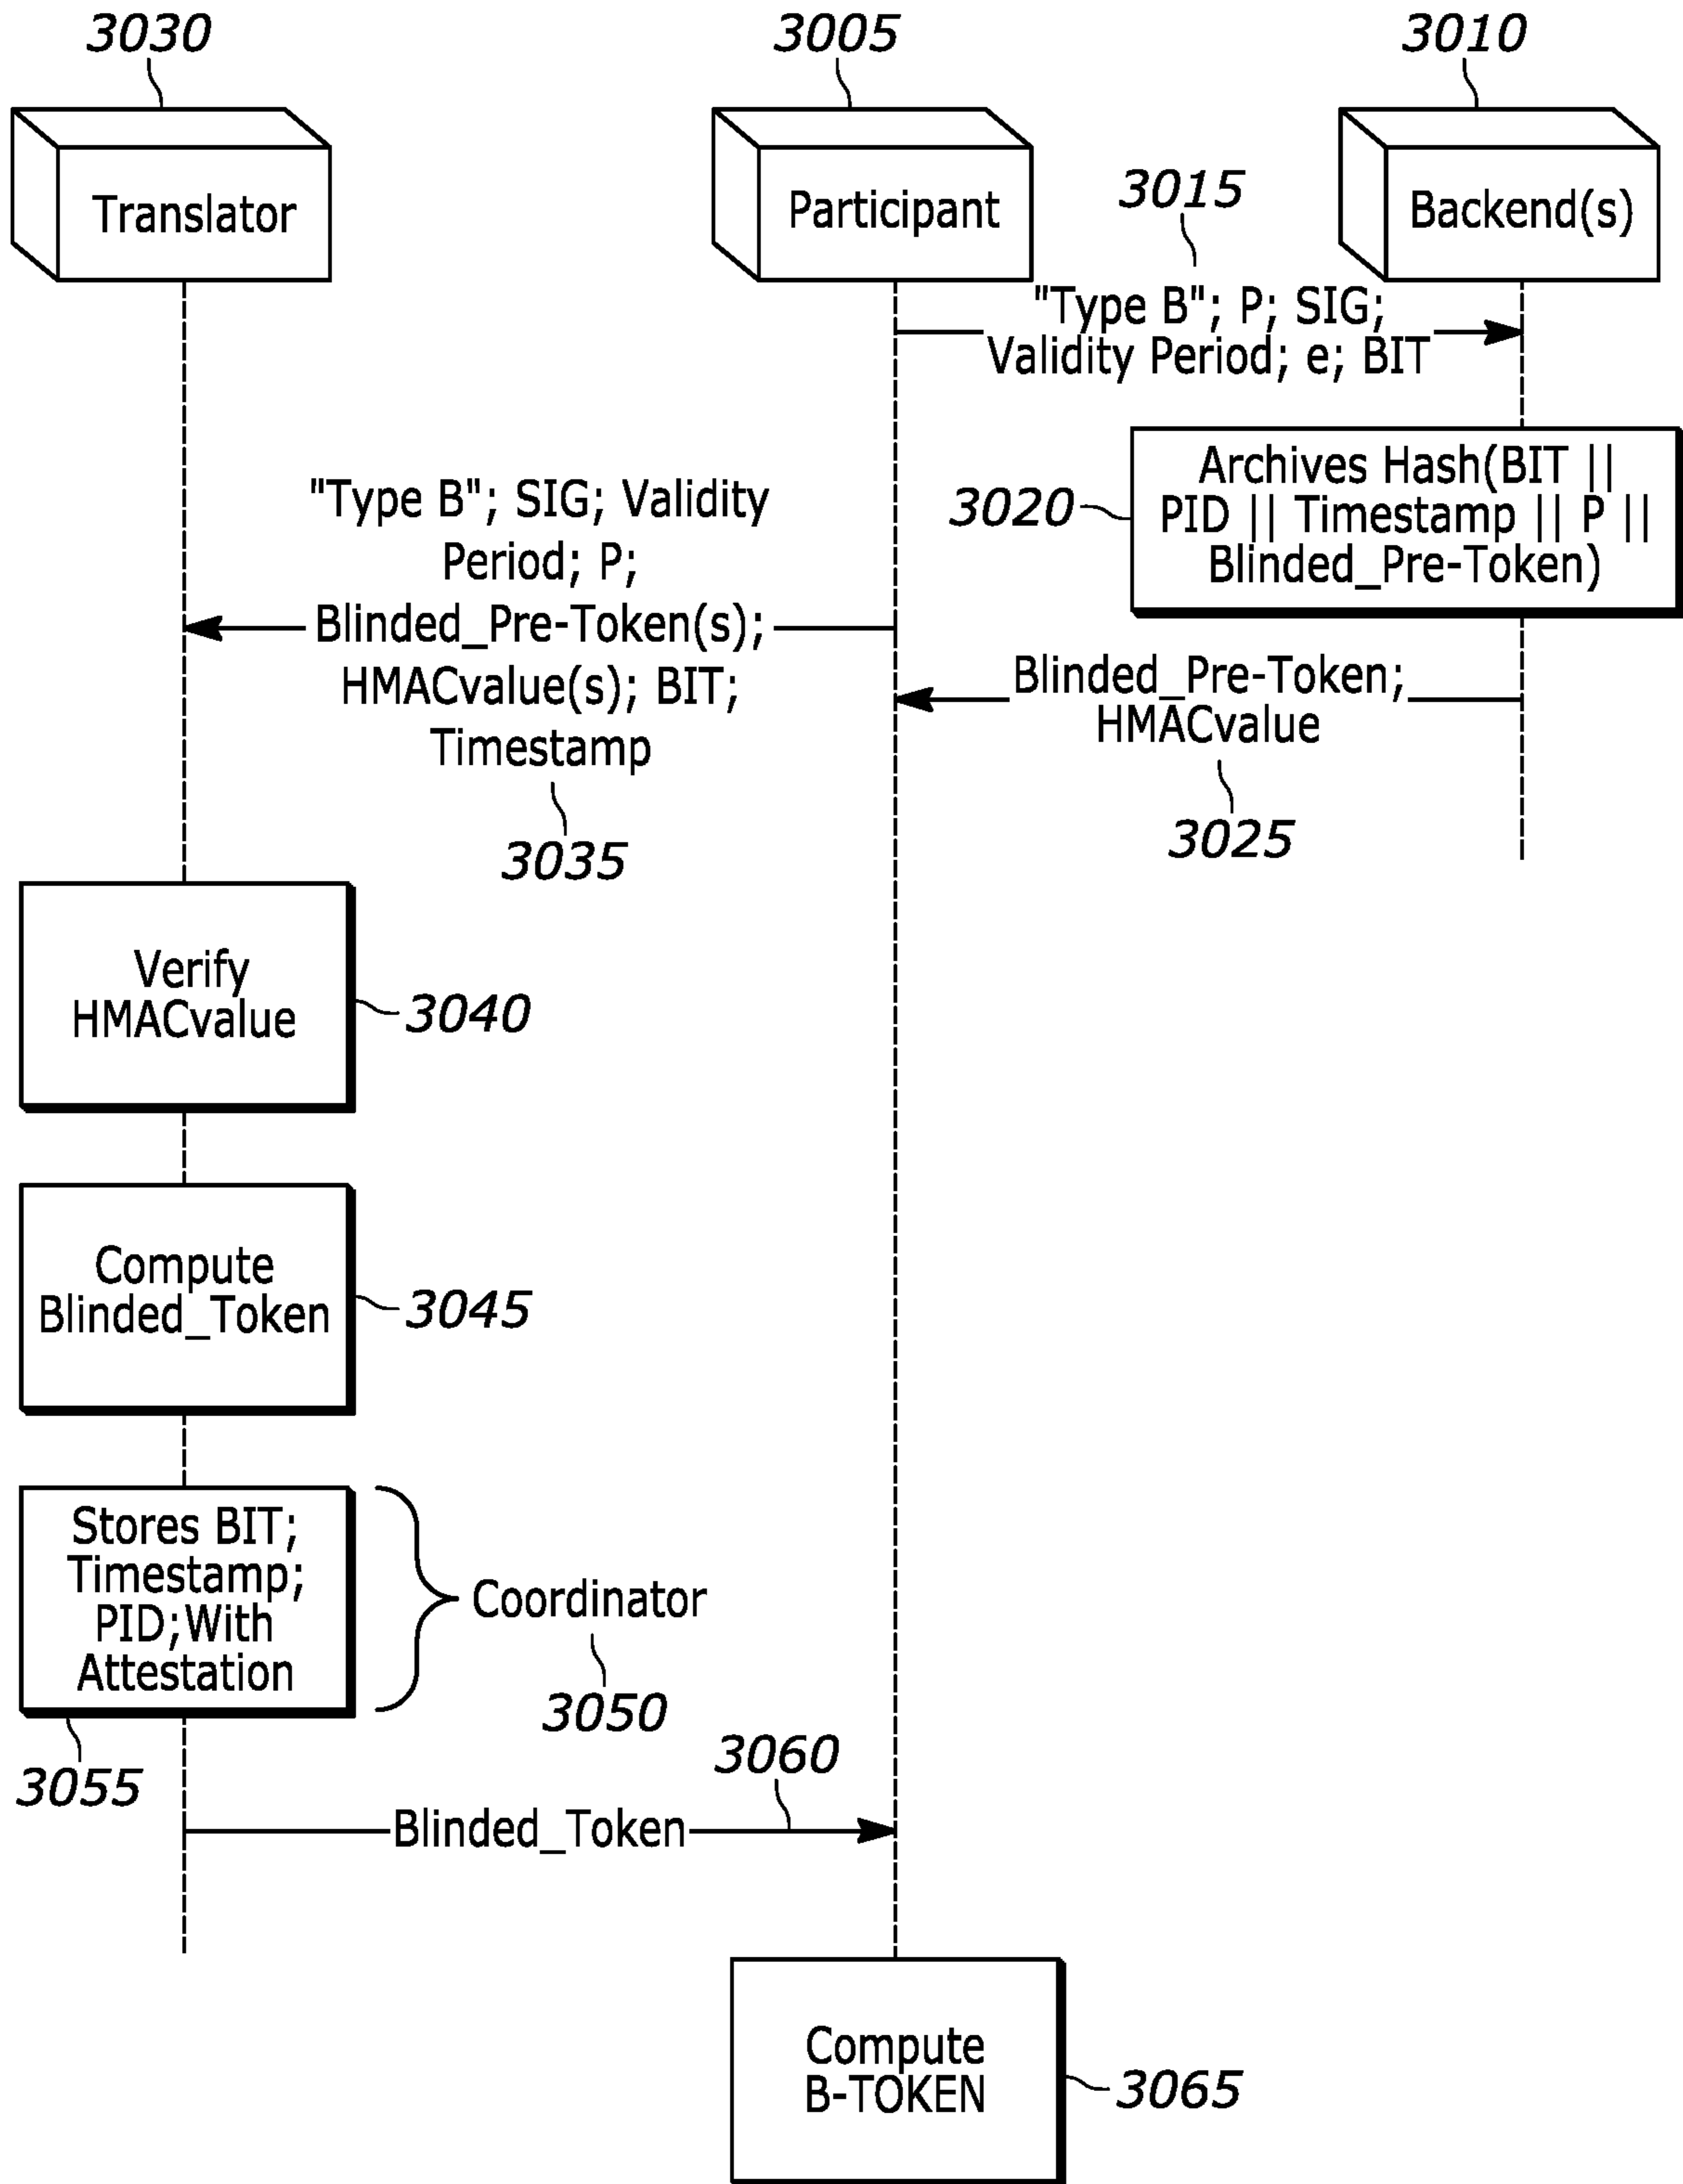 3030
3005
3010
Translator
Participant
Backend(s)
3015
"Type B"; P; SIG;
Validity Period; e; BIT
Archives Hash(BIT ||
PID || Timestamp || P ||
Blinded_Pre-Token)
3020
"Type B"; SIG; Validity
Period; P;
Blinded_Pre-Token(s);
HMACvalue(s); BIT;
Timestamp
3035
Blinded_Pre-Token;
HMACvalue
3025
Verify
HMACvalue
3040
Compute
Blinded_Token
3045
Stores BIT;
Timestamp;
PID;With
Attestation
Coordinator
3050
3055
3060
Blinded_Token
Compute
B-TOKEN
3065